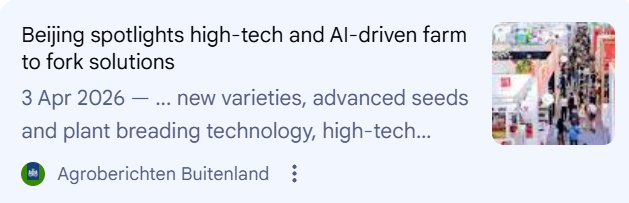 Beijing spotlights high-tech and AI-driven farm
to fork solutions
3 Apr 2026 — ... new varieties, advanced seeds
and plant breading technology, high-tech...
Agroberichten Buitenland